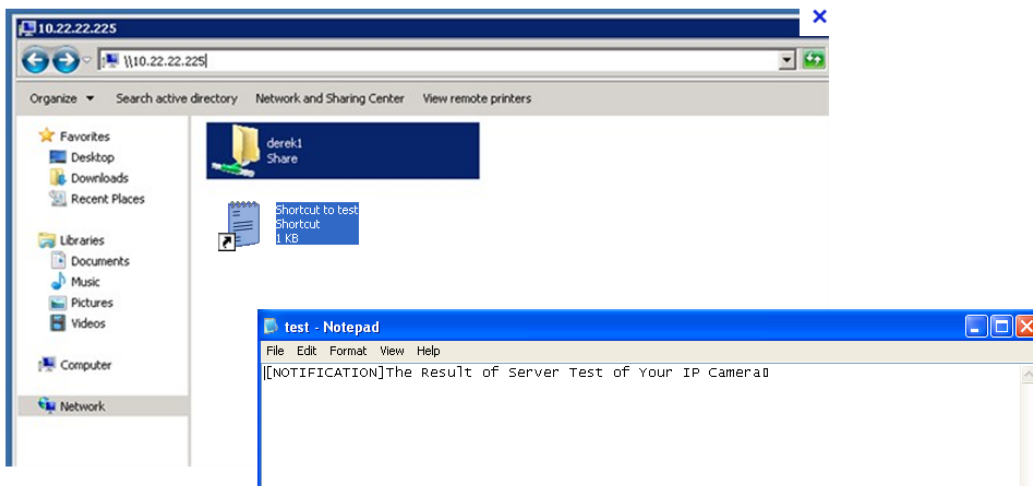 10.22.22.225
\\10.22.22.225
Organize Search active directory Network and Sharing Center View remote printers
Favorites
Desktop
Downloads
Recent Places
Libraries
Documents
Music
Pictures
Videos
Computer
Network
derek1
Share
Shortcut to test
Shortcut
1 KB
test - Notepad
File Edit Format View Help
[NOTIFICATION]The Result of Server Test of Your IP Camera▯